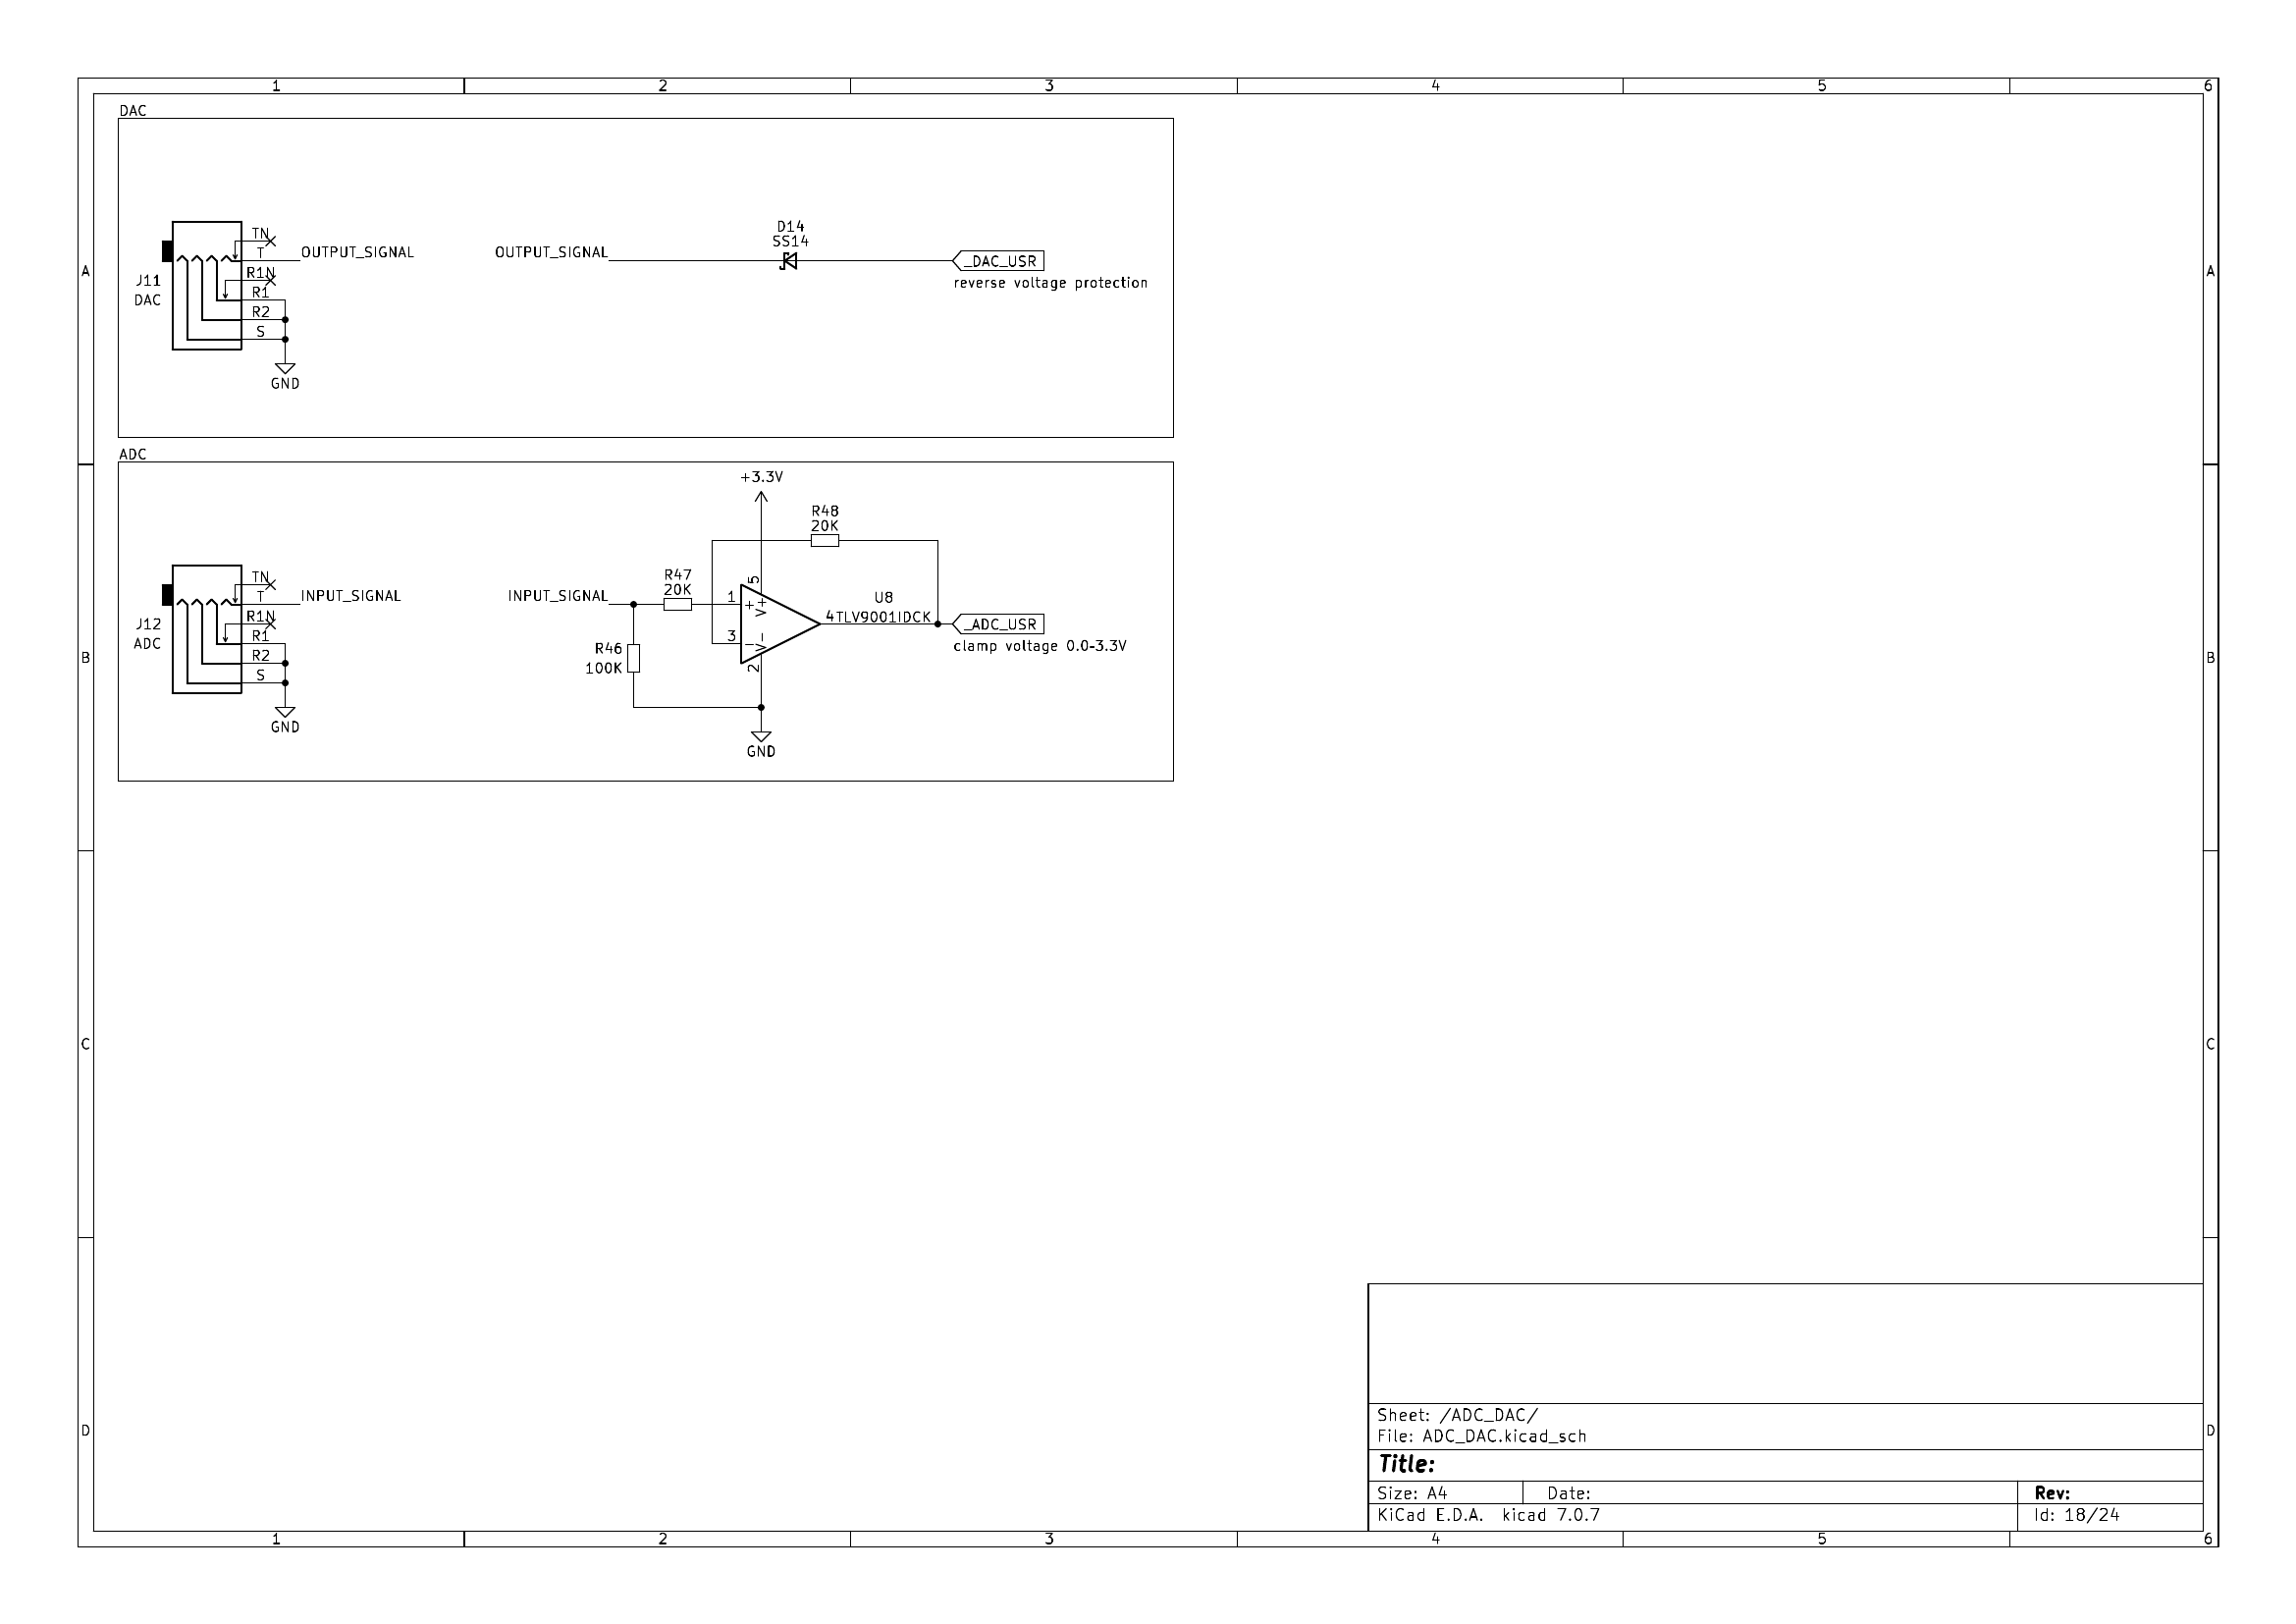 1 2 3 4 5 6
DAC
A A
TN
T
R1N
R1
R2
S
J11
DAC
GND
OUTPUT_SIGNAL
OUTPUT_SIGNAL
D14
SS14
_DAC_USR
reverse voltage protection
ADC
B B
TN
T
R1N
R1
R2
S
J12
ADC
GND
INPUT_SIGNAL
INPUT_SIGNAL
R46
100K
R47
20K
+3.3V
R48
20K
1
3
5
2
+
-
V+
V-
U8
4TLV9001IDCK
GND
_ADC_USR
clamp voltage 0.0-3.3V
C C
D D
Sheet: /ADC_DAC/
File: ADC_DAC.kicad_sch
Title:
Size: A4 Date: Rev:
KiCad E.D.A. kicad 7.0.7 Id: 18/24
1 2 3 4 5 6